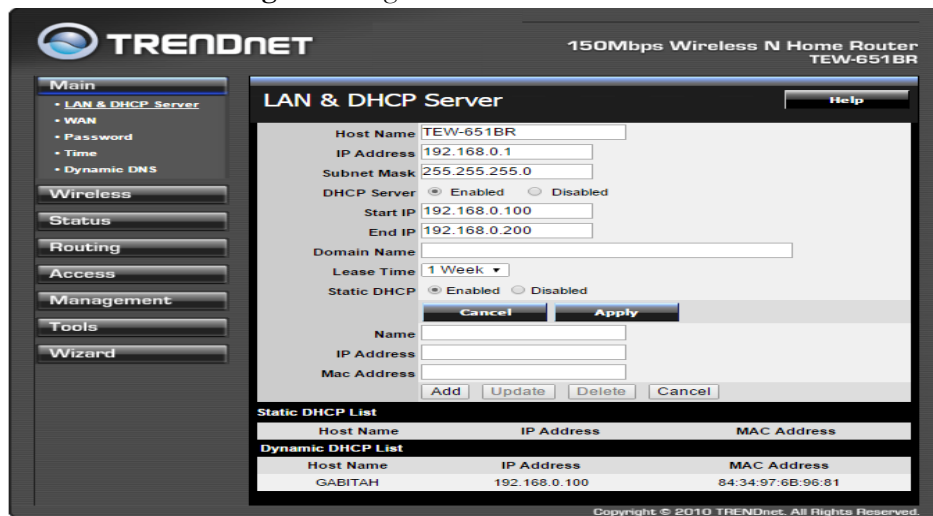 TRENDNET
150Mbps Wireless N Home Router
TEW-651BR
Main
• LAN & DHCP Server
• WAN
• Password
• Time
• Dynamic DNS
Wireless
Status
Routing
Access
Management
Tools
Wizard
LAN & DHCP Server
Help
Host Name TEW-651BR
IP Address 192.168.0.1
Subnet Mask 255.255.255.0
DHCP Server Enabled Disabled
Start IP 192.168.0.100
End IP 192.168.0.200
Domain Name
Lease Time 1 Week
Static DHCP Enabled Disabled
Cancel Apply
Name
IP Address
Mac Address
Add Update Delete Cancel
Static DHCP List
Host Name IP Address MAC Address
Dynamic DHCP List
Host Name IP Address MAC Address
GABITAH 192.168.0.100 84:34:97:6B:96:81
Copyright © 2010 TRENDnet. All Rights Reserved.